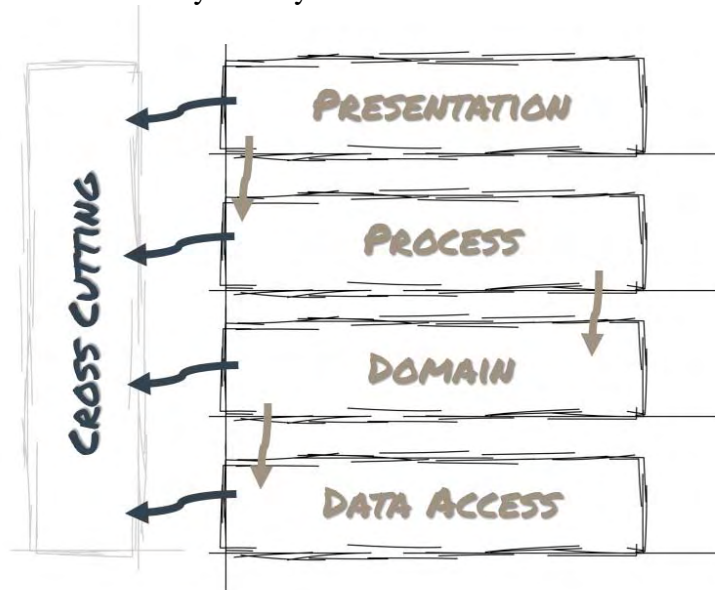 PRESENTATION
PROCESS
DOMAIN
DATA ACCESS
CROSS CUTTING